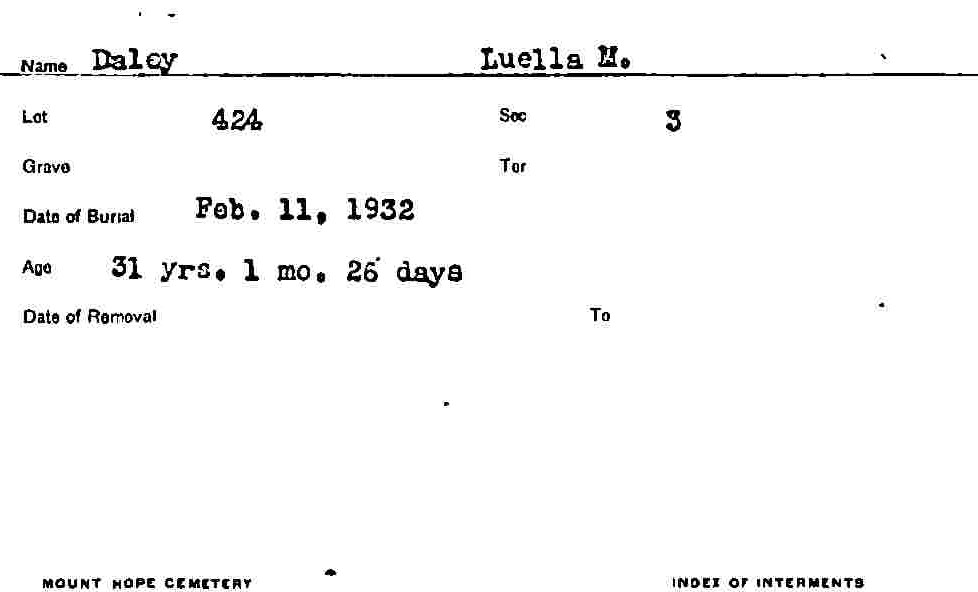 Name Daley Luella M.
Lot 424 Sec 3
Grave Tor
Date of Burial Feb. 11, 1932
Age 31 yrs. 1 mo. 26 days
Date of Removal To
MOUNT HOPE CEMETERY INDEX OF INTERMENTS